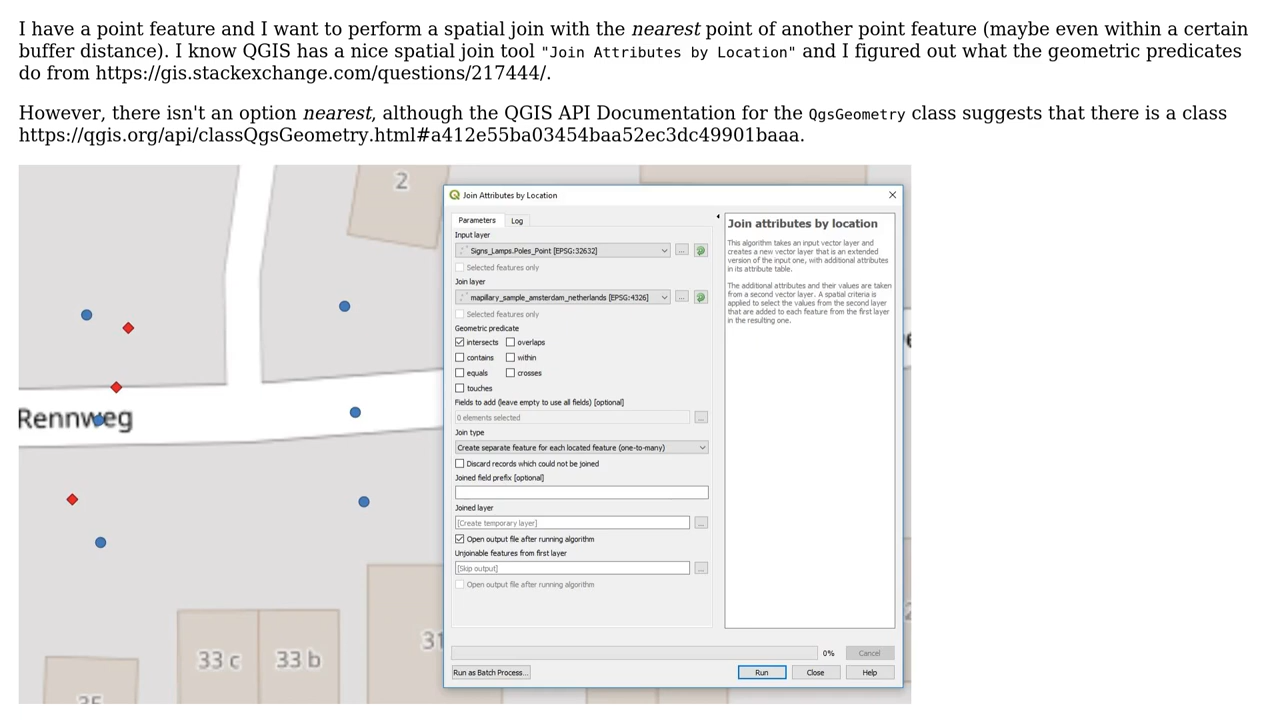 I have a point feature and I want to perform a spatial join with the nearest point of another point feature (maybe even within a certain
buffer distance). I know QGIS has a nice spatial join tool "Join Attributes by Location" and I figured out what the geometric predicates
do from https://gis.stackexchange.com/questions/217444/.
However, there isn't an option nearest, although the QGIS API Documentation for the QgsGeometry class suggests that there is a class
https://qgis.org/api/classQgsGeometry.html#a412e55ba03454baa52ec3dc49901baaa.
2
Rennweg
33 c
33 b
31
Join Attributes by Location
Parameters
Log
Input layer
Signs_Lamps.Poles_Point [EPSG:32632]
...
Selected features only
Join layer
mapillary_sample_amsterdam_netherlands [EPSG:4326]
...
Selected features only
Geometric predicate
intersects
overlaps
contains
within
equals
crosses
touches
Fields to add (leave empty to use all fields) [optional]
0 elements selected
...
Join type
Create separate feature for each located feature (one-to-many)
Discard records which could not be joined
Joined field prefix [optional]
Joined layer
[Create temporary layer]
...
Open output file after running algorithm
Unjoinable features from first layer
[Skip output]
...
Open output file after running algorithm
Join attributes by location
This algorithm takes an input vector layer and
creates a new vector layer that is an extended
version of the input one, with additional attributes
in its attribute table.
The additional attributes and their values are taken
from a second vector layer. A spatial criteria is
applied to select the values from the second layer
that are added to each feature from the first layer
in the resulting one.
0%
Cancel
Run as Batch Process...
Run
Close
Help